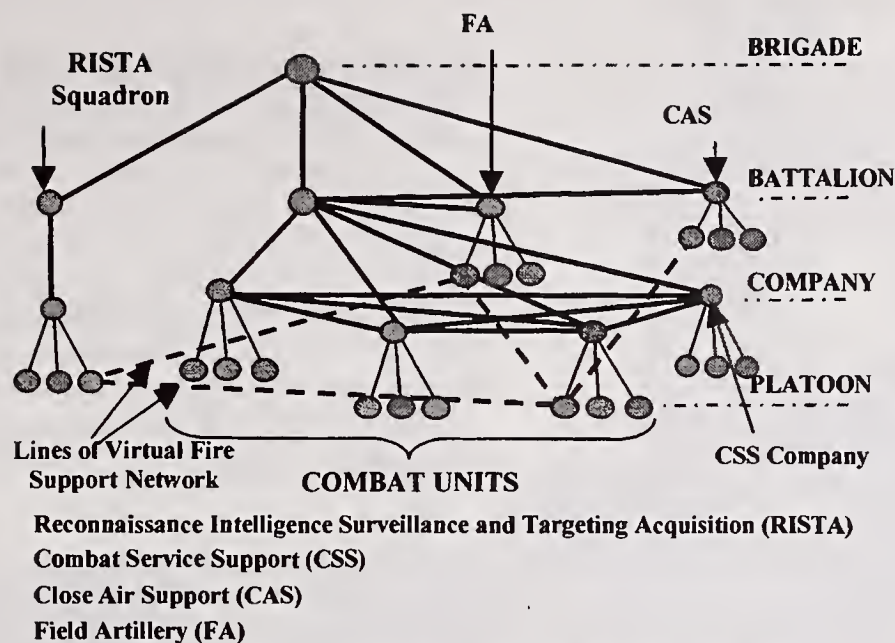 FA
BRIGADE
RISTA
Squadron
CAS
BATTALION
COMPANY
PLATOON
Lines of Virtual Fire
Support Network
COMBAT UNITS
CSS Company
Reconnaissance Intelligence Surveillance and Targeting Acquisition (RISTA)
Combat Service Support (CSS)
Close Air Support (CAS)
Field Artillery (FA)